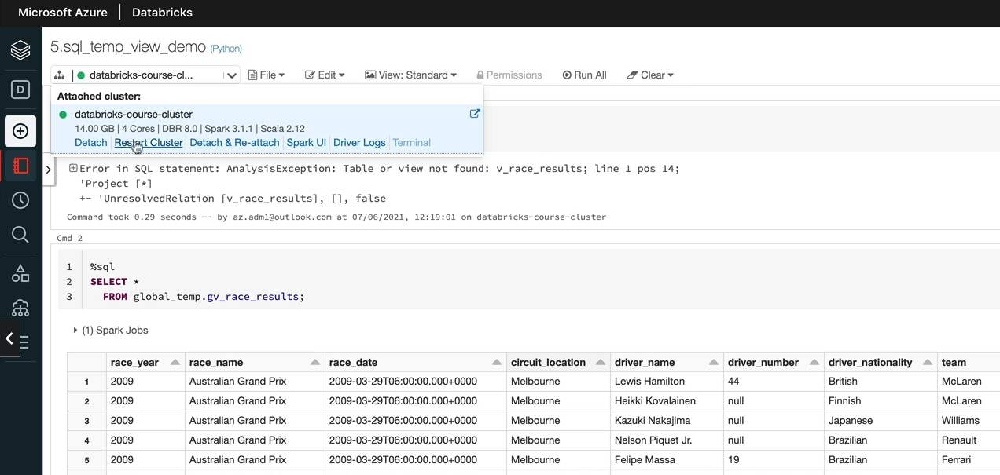 Microsoft Azure | Databricks
5.sql_temp_view_demo (Python)
databricks-course-cl... File Edit View: Standard Permissions Run All Clear
Attached cluster:
databricks-course-cluster
14.00 GB | 4 Cores | DBR 8.0 | Spark 3.1.1 | Scala 2.12
Detach | Restart Cluster | Detach & Re-attach | Spark UI | Driver Logs | Terminal
Error in SQL statement: AnalysisException: Table or view not found: v_race_results; line 1 pos 14;
'Project [*]
+- 'UnresolvedRelation [v_race_results], [], false
Command took 0.29 seconds -- by az.adm1@outlook.com at 07/06/2021, 12:19:01 on databricks-course-cluster
Cmd 2
1 %sql
2 SELECT *
3 FROM global_temp.gv_race_results;
(1) Spark Jobs
race_year race_name race_date circuit_location driver_name driver_number driver_nationality team
1 2009 Australian Grand Prix 2009-03-29T06:00:00.000+0000 Melbourne Lewis Hamilton 44 British McLaren
2 2009 Australian Grand Prix 2009-03-29T06:00:00.000+0000 Melbourne Heikki Kovalainen null Finnish McLaren
3 2009 Australian Grand Prix 2009-03-29T06:00:00.000+0000 Melbourne Kazuki Nakajima null Japanese Williams
4 2009 Australian Grand Prix 2009-03-29T06:00:00.000+0000 Melbourne Nelson Piquet Jr. null Brazilian Renault
5 2009 Australian Grand Prix 2009-03-29T06:00:00.000+0000 Melbourne Felipe Massa 19 Brazilian Ferrari